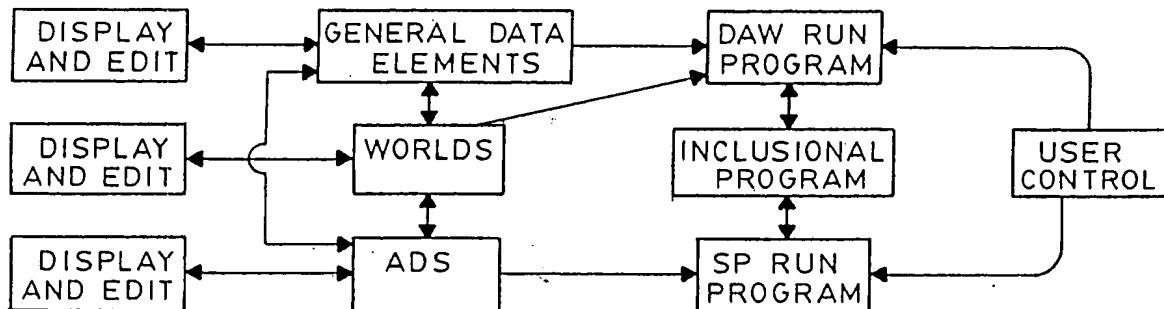 DISPLAY
AND EDIT
GENERAL DATA
ELEMENTS
DAW RUN
PROGRAM
DISPLAY
AND EDIT
WORLDS
INCLUSIONAL
PROGRAM
USER
CONTROL
DISPLAY
AND EDIT
ADS
SP RUN
PROGRAM